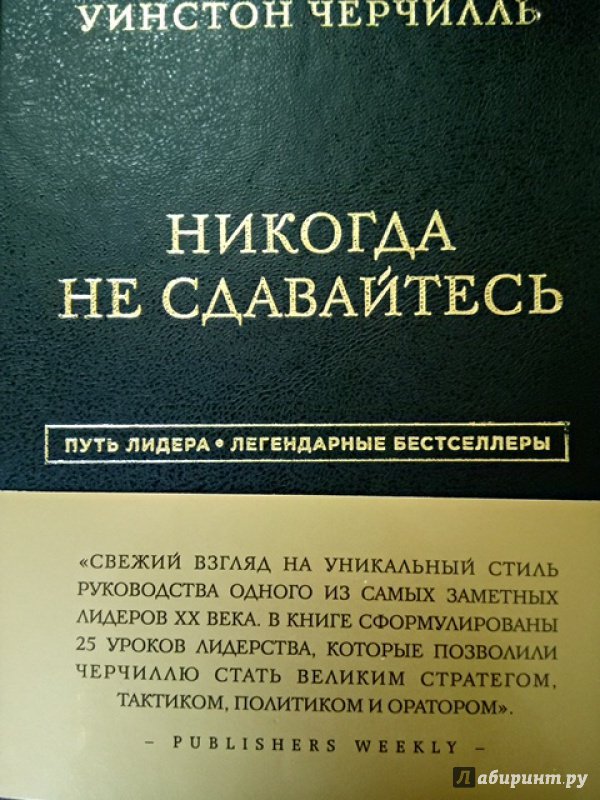 УИНСТОН ЧЕРЧИЛЛЬ
НИКОГДА
НЕ СДАВАЙТЕСЬ
ПУТЬ ЛИДЕРА • ЛЕГЕНДАРНЫЕ БЕСТСЕЛЛЕРЫ
«СВЕЖИЙ ВЗГЛЯД НА УНИКАЛЬНЫЙ СТИЛЬ
РУКОВОДСТВА ОДНОГО ИЗ САМЫХ ЗАМЕТНЫХ
ЛИДЕРОВ XX ВЕКА. В КНИГЕ СФОРМУЛИРОВАНЫ
25 УРОКОВ ЛИДЕРСТВА, КОТОРЫЕ ПОЗВОЛИЛИ
ЧЕРЧИЛЛЮ СТАТЬ ВЕЛИКИМ СТРАТЕГОМ,
ТАКТИКОМ, ПОЛИТИКОМ И ОРАТОРОМ».
– PUBLISHERS WEEKLY –
Лабиринт.ру